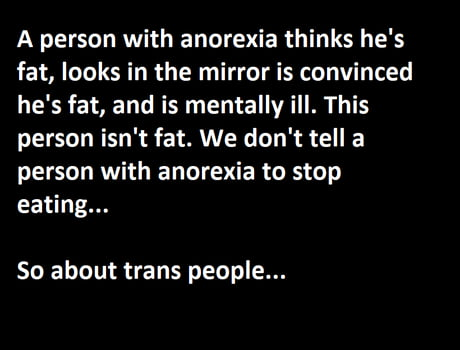 A person with anorexia thinks he's
fat, looks in the mirror is convinced
he's fat, and is mentally ill. This
person isn't fat. We don't tell a
person with anorexia to stop
eating...
So about trans people...